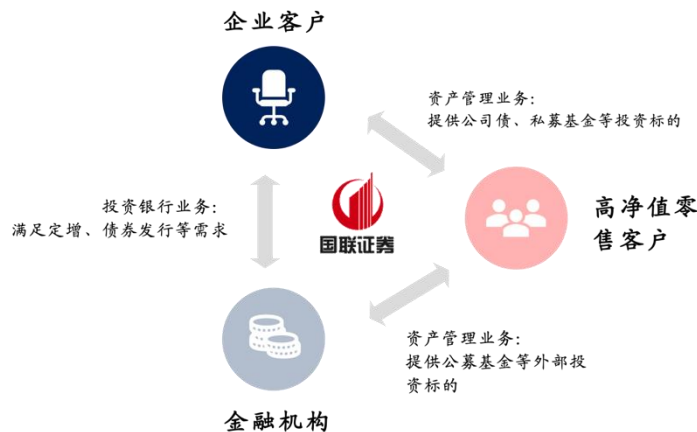 企业客户
资产管理业务:
提供公司债、私募基金等投资标的
投资银行业务:
满足定增、债券发行等需求
国联证券
高净值零
售客户
资产管理业务:
提供公募基金等外部投
资标的
金融机构